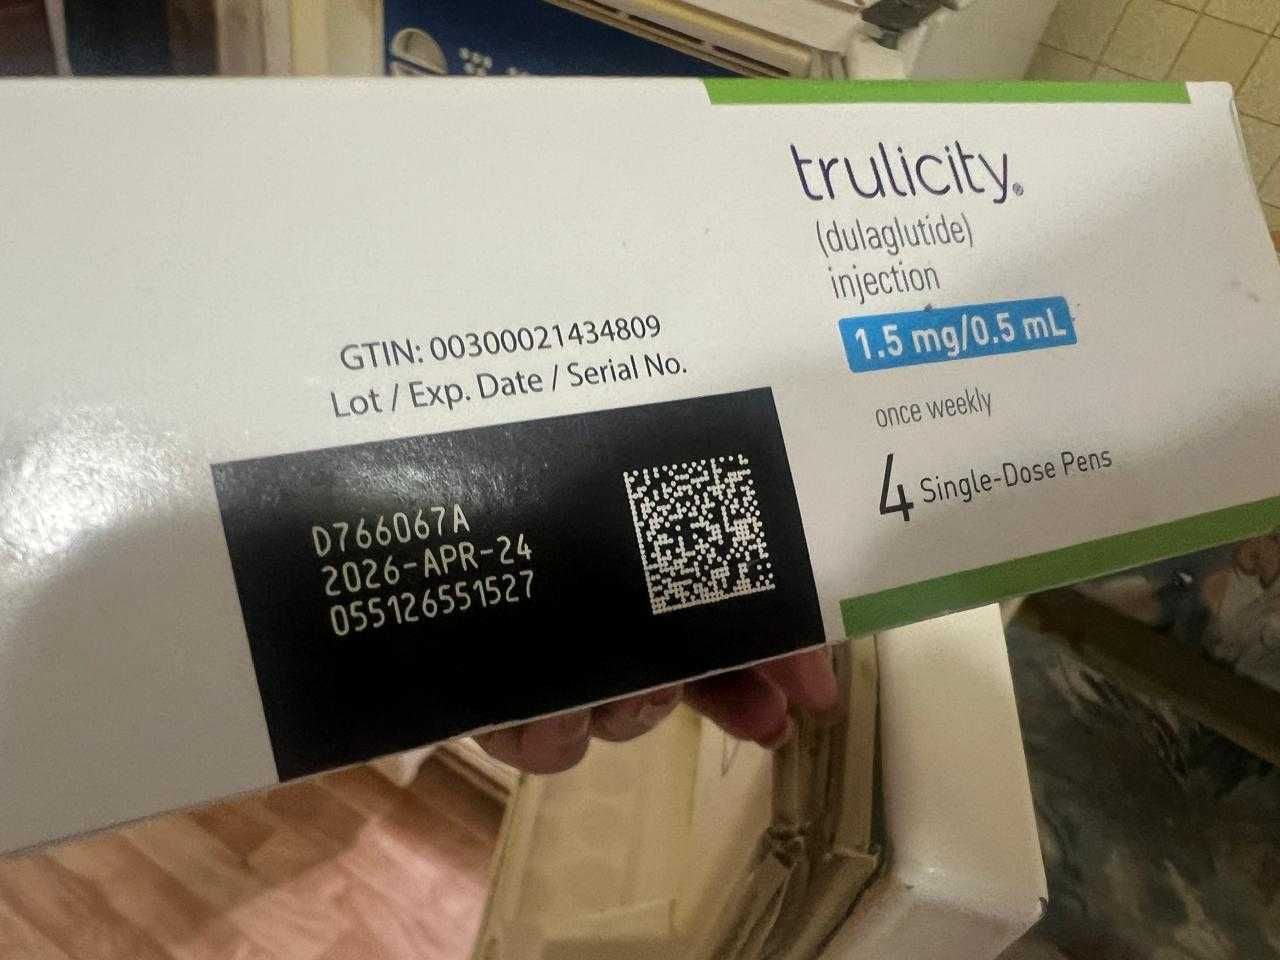 trulicity®
(dulaglutide)
injection
1.5 mg/0.5 mL
once weekly
4 Single-Dose Pens
GTIN: 00300021434809
Lot / Exp. Date / Serial No.
D766067A
2026-APR-24
055126551527